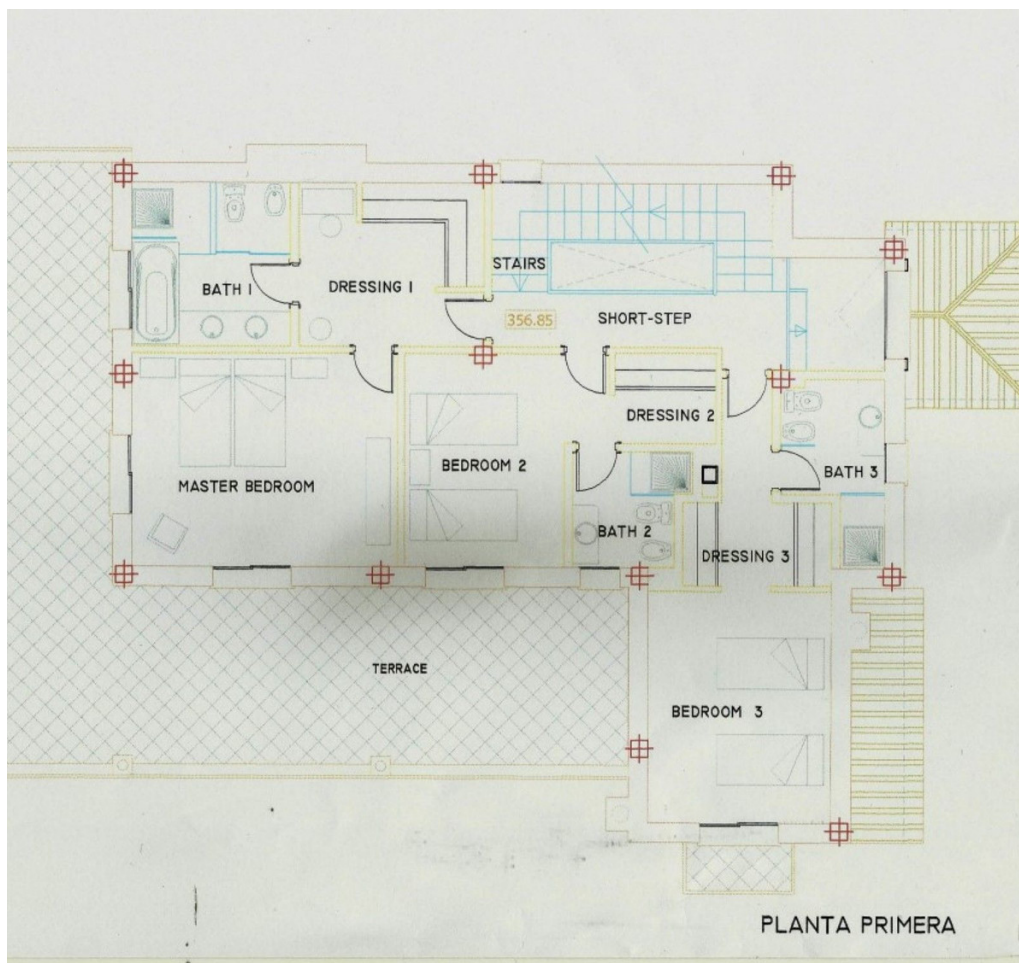 STAIRS
BATH 1
DRESSING 1
356.85
SHORT-STEP
DRESSING 2
BEDROOM 2
BATH 3
MASTER BEDROOM
BATH 2
DRESSING 3
TERRACE
BEDROOM 3
PLANTA PRIMERA